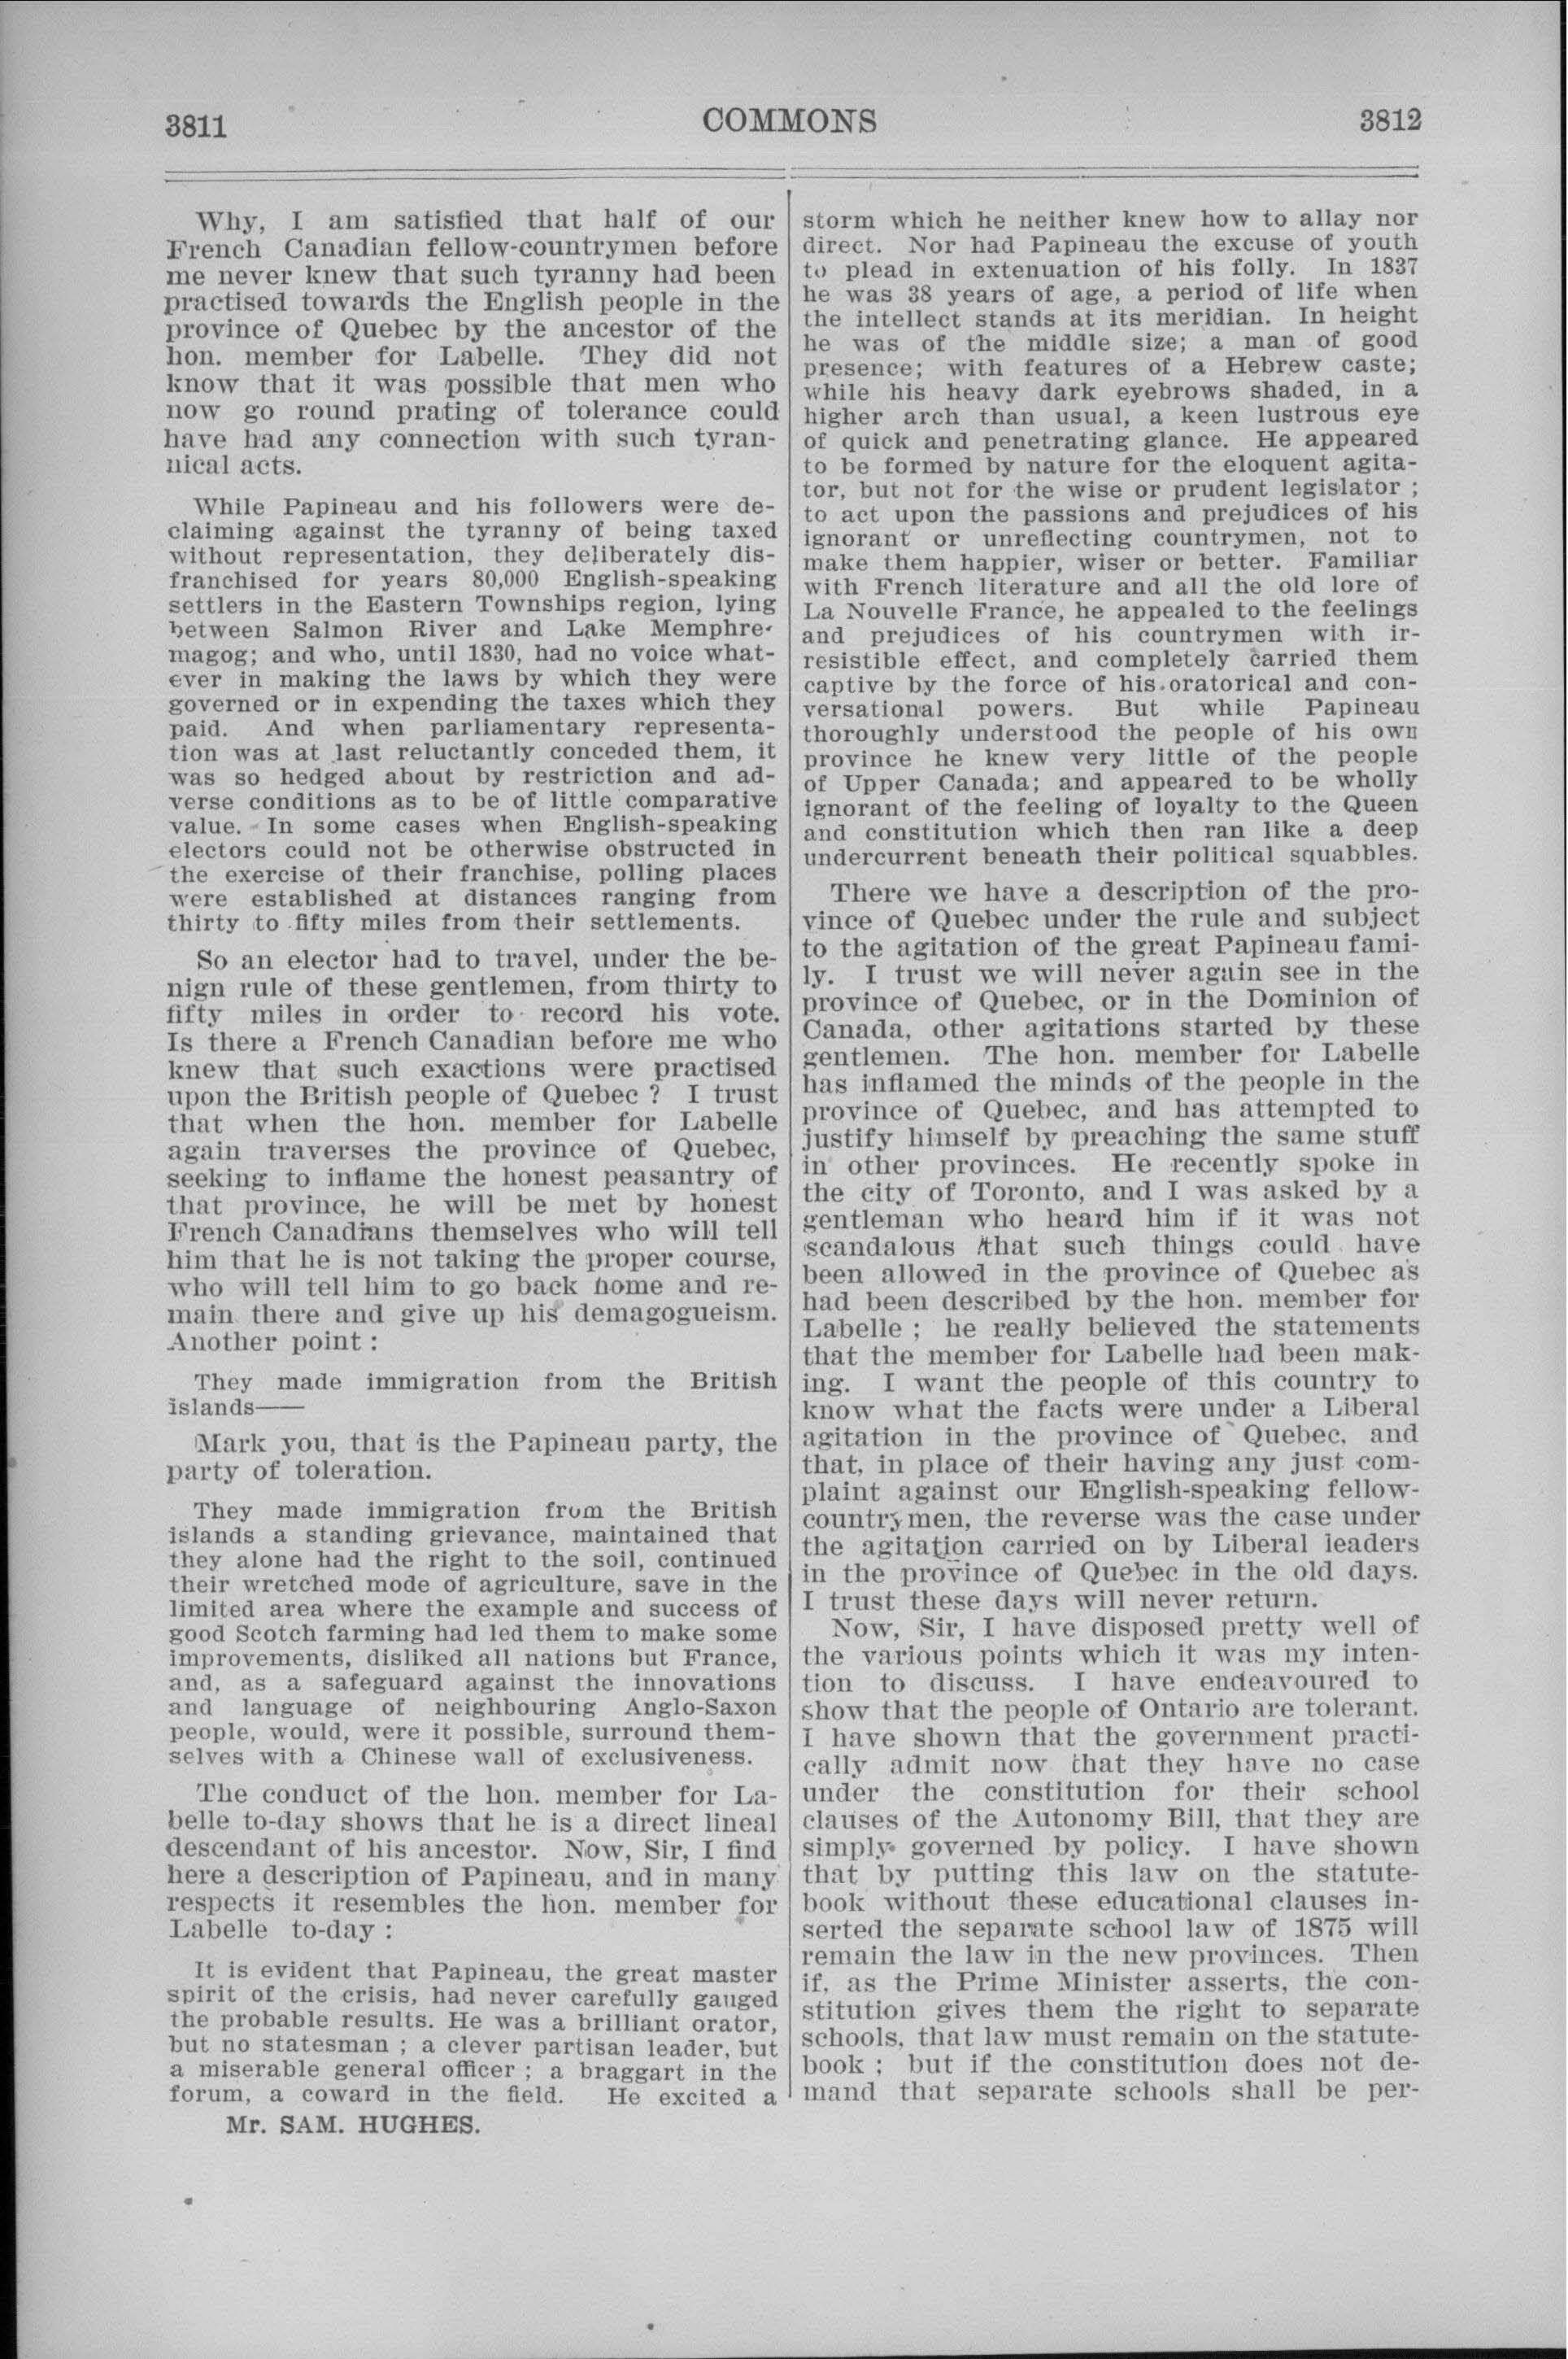 3811
COMMONS
3812
Why, I am satisfied that half of our
French Canadian fellow-countrymen before
me never knew that such tyranny had been
practised towards the English people in the
province of Quebec by the ancestor of the
hon. member for Labelle. They did not
know that it was possible that men who
now go round prating of tolerance could
have had any connection with such tyran-
nical acts.
While Papineau and his followers were de-
claiming against the tyranny of being taxed
without representation, they deliberately dis-
franchised for years 80,000 English-speaking
settlers in the Eastern Townships region, lying
between Salmon River and Lake Memphre-
magog; and who, until 1830, had no voice what-
ever in making the laws by which they were
governed or in expending the taxes which they
paid. And when parliamentary representa-
tion was at last reluctantly conceded them, it
was so hedged about by restriction and ad-
verse conditions as to be of little comparative
value. In some cases when English-speaking
electors could not be otherwise obstructed in
the exercise of their franchise, polling places
were established at distances ranging from
thirty to fifty miles from their settlements.
So an elector had to travel, under the be-
nign rule of these gentlemen, from thirty to
fifty miles in order to record his vote.
Is there a French Canadian before me who
knew that such exactions were practised
upon the British people of Quebec ? I trust
that when the hon. member for Labelle
again traverses the province of Quebec,
seeking to inflame the honest peasantry of
that province, he will be met by honest
French Canadians themselves who will tell
him that he is not taking the proper course,
who will tell him to go back home and re-
main there and give up his demagogueism.
Another point :
They made immigration from the British
islands——
Mark you, that is the Papineau party, the
party of toleration.
They made immigration from the British
islands a standing grievance, maintained that
they alone had the right to the soil, continued
their wretched mode of agriculture, save in the
limited area where the example and success of
good Scotch farming had led them to make some
improvements, disliked all nations but France,
and, as a safeguard against the innovations
and language of neighbouring Anglo-Saxon
people, would, were it possible, surround them-
selves with a Chinese wall of exclusiveness.
The conduct of the hon. member for La-
belle to-day shows that he is a direct lineal
descendant of his ancestor. Now, Sir, I find
here a description of Papineau, and in many
respects it resembles the hon. member for
Labelle to-day :
It is evident that Papineau, the great master
spirit of the crisis, had never carefully gauged
the probable results. He was a brilliant orator,
but no statesman ; a clever partisan leader, but
a miserable general officer ; a braggart in the
forum, a coward in the field. He excited a
Mr. SAM. HUGHES.
storm which he neither knew how to allay nor
direct. Nor had Papineau the excuse of youth
to plead in extenuation of his folly. In 1837
he was 38 years of age, a period of life when
the intellect stands at its meridian. In height
he was of the middle size; a man of good
presence; with features of a Hebrew caste;
while his heavy dark eyebrows shaded, in a
higher arch than usual, a keen lustrous eye
of quick and penetrating glance. He appeared
to be formed by nature for the eloquent agita-
tor, but not for the wise or prudent legislator ;
to act upon the passions and prejudices of his
ignorant or unreflecting countrymen, not to
make them happier, wiser or better. Familiar
with French literature and all the old lore of
La Nouvelle France, he appealed to the feelings
and prejudices of his countrymen with ir-
resistible effect, and completely carried them
captive by the force of his oratorical and con-
versational powers. But while Papineau
thoroughly understood the people of his own
province he knew very little of the people
of Upper Canada; and appeared to be wholly
ignorant of the feeling of loyalty to the Queen
and constitution which then ran like a deep
undercurrent beneath their political squabbles.
There we have a description of the pro-
vince of Quebec under the rule and subject
to the agitation of the great Papineau fami-
ly. I trust we will never again see in the
province of Quebec, or in the Dominion of
Canada, other agitations started by these
gentlemen. The hon. member for Labelle
has inflamed the minds of the people in the
province of Quebec, and has attempted to
justify himself by preaching the same stuff
in other provinces. He recently spoke in
the city of Toronto, and I was asked by a
gentleman who heard him if it was not
scandalous that such things could have
been allowed in the province of Quebec as
had been described by the hon. member for
Labelle ; he really believed the statements
that the member for Labelle had been mak-
ing. I want the people of this country to
know what the facts were under a Liberal
agitation in the province of Quebec, and
that, in place of their having any just com-
plaint against our English-speaking fellow-
countrymen, the reverse was the case under
the agitation carried on by Liberal leaders
in the province of Quebec in the old days.
I trust these days will never return.
Now, Sir, I have disposed pretty well of
the various points which it was my inten-
tion to discuss. I have endeavoured to
show that the people of Ontario are tolerant.
I have shown that the government practi-
cally admit now that they have no case
under the constitution for their school
clauses of the Autonomy Bill, that they are
simply governed by policy. I have shown
that by putting this law on the statute-
book without these educational clauses in-
serted the separate school law of 1875 will
remain the law in the new provinces. Then
if, as the Prime Minister asserts, the con-
stitution gives them the right to separate
schools, that law must remain on the statute-
book ; but if the constitution does not de-
mand that separate schools shall be per-